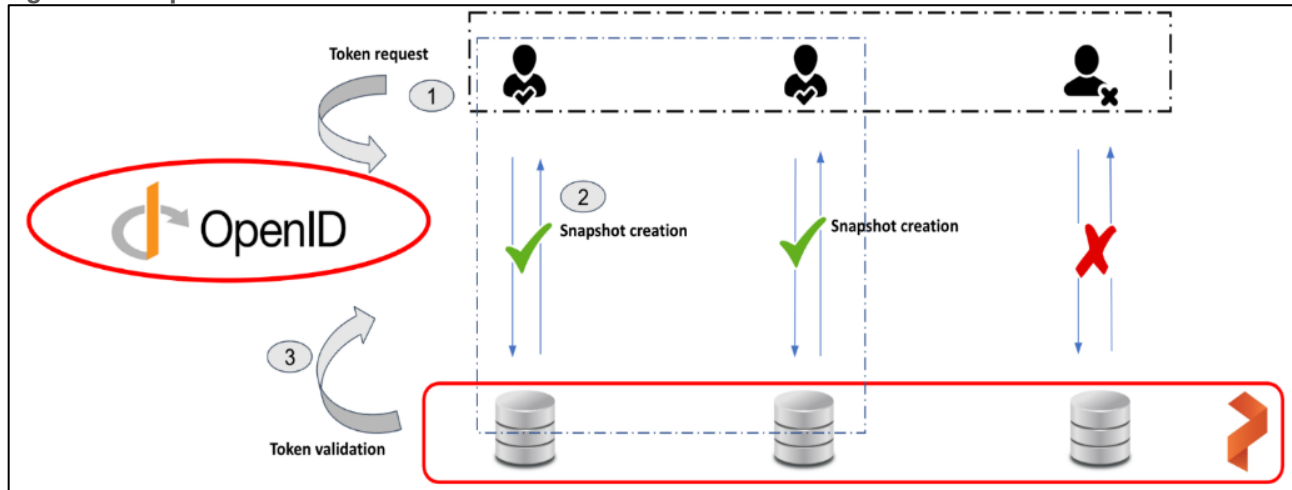 Token request
1
2
Snapshot creation
Snapshot creation
OpenID
3
Token validation